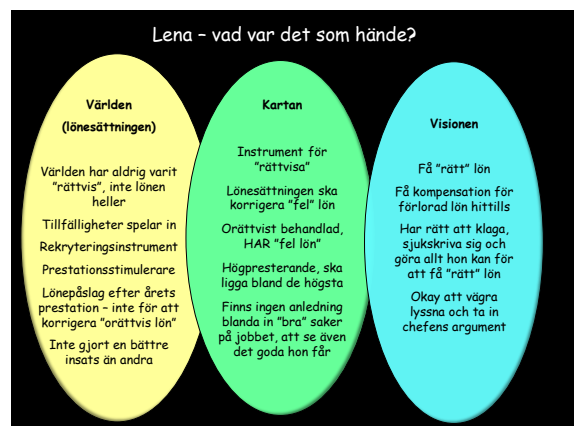 Lena – vad var det som hände?
Världen
(lönesättningen)
Världen har aldrig varit
”rättvis”, inte lönen
heller
Tillfälligheter spelar in
Rekryteringsinstrument
Prestationsstimulerare
Lönepåslag efter årets
prestation – inte för att
korrigera ”orättvis lön”
Inte gjort en bättre
insats än andra
Kartan
Instrument för
”rättvisa”
Lönesättningen ska
korrigera ”fel” lön
Orättvist behandlad,
HAR ”fel lön”
Högpresterande, ska
ligga bland de högsta
Finns ingen anledning
blanda in ”bra” saker
på jobbet, att se även
det goda hon får
Visionen
Få ”rätt” lön
Få kompensation för
förlorad lön hittills
Har rätt att klaga,
sjukskriva sig och
göra allt hon kan för
att få ”rätt” lön
Okay att vägra
lyssna och ta in
chefens argument